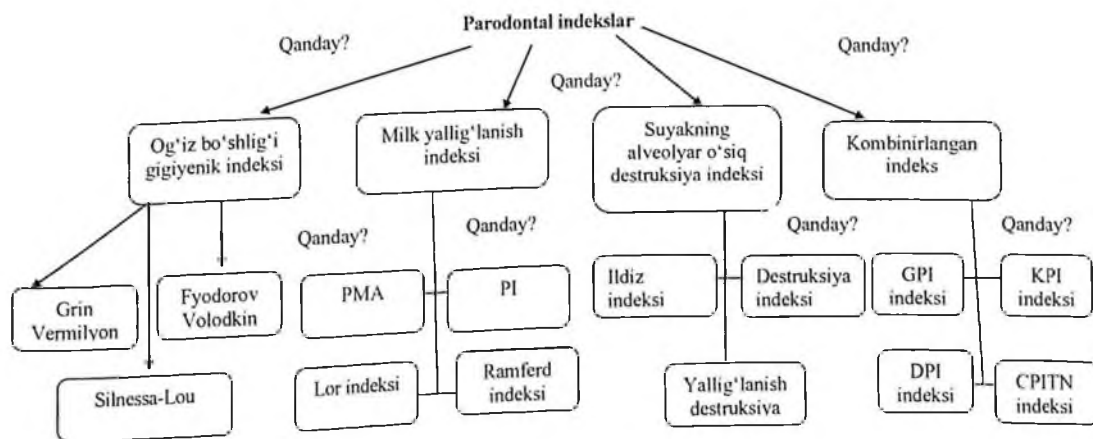 Parodontal indekslar
Qanday?
Qanday?
Og‘iz bo‘shlig‘i
gigiyenik indeksi
Milk yallig‘lanish
indeksi
Suyakning
alveolyar o‘siq
destruksiya indeksi
Kombinirlangan
indeks
Qanday?
Qanday?
Qanday?
Qanday?
Grin
Vermilyon
Fyodorov
Volodkin
Silnessa-Lou
PMA
PI
Lor indeksi
Ramferd
indeksi
Ildiz
indeksi
Destruksiya
indeksi
Yallig‘lanish
destruksiya
GPI
indeksi
KPI
indeksi
DPI
indeksi
CPITN
indeksi